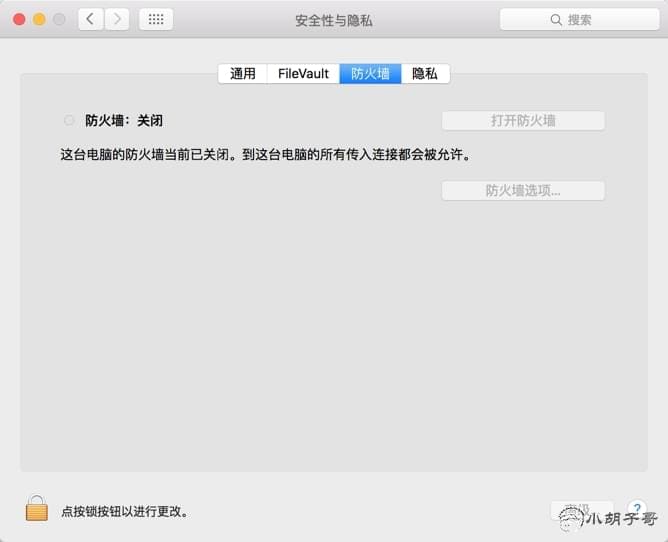 安全性与隐私
搜索
通用 FileVault 防火墙 隐私
防火墙：关闭
打开防火墙
这台电脑的防火墙当前已关闭。到这台电脑的所有传入连接都会被允许。
防火墙选项...
点按锁按钮以进行更改。
?
小胡子哥